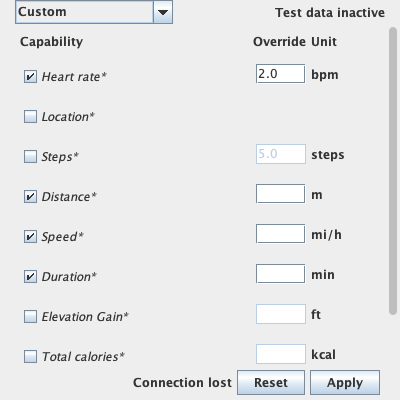 Custom
Test data inactive
Capability Override Unit
Heart rate* 2.0 bpm
Location*
Steps* 5.0 steps
Distance* m
Speed* mi/h
Duration* min
Elevation Gain* ft
Total calories* kcal
Connection lost Reset Apply